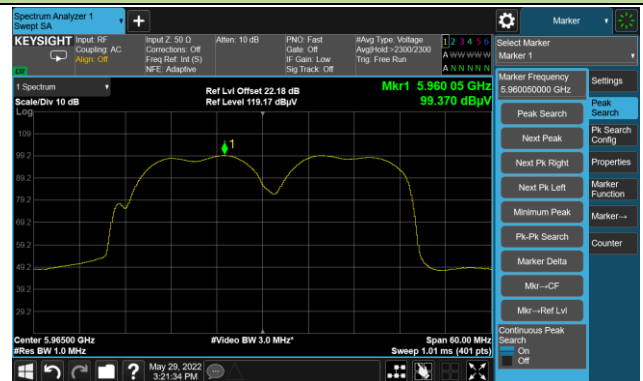 Spectrum Analyzer 1
Swept SA
Marker
KEYSIGHT
Input: RF
Coupling: AC
Align: Off
Input Z: 50 Ω
Corrections: Off
Freq Ref: Int (S)
NFE: Adaptive
Atten: 10 dB
PNO: Fast
Gate: Off
IF Gain: Low
Sig Track: Off
#Avg Type: Voltage
Avg|Hold:>2300/2300
Trig: Free Run
1 2 3 4 5 6
A W W W W W
A N N N N N
Select Marker
Marker 1
1 Spectrum
Scale/Div 10 dB
Log
Ref Lvl Offset 22.18 dB
Ref Level 119.17 dBµV
Mkr1 5.960 05 GHz
99.370 dBµV
109
99.2
89.2
79.2
69.2
59.2
49.2
39.2
29.2
1
Center 5.96500 GHz
#Res BW 1.0 MHz
#Video BW 3.0 MHz*
Span 60.00 MHz
Sweep 1.01 ms (401 pts)
Marker Frequency
5.960050000 GHz
Peak Search
Next Peak
Next Pk Right
Next Pk Left
Minimum Peak
Pk-Pk Search
Marker Delta
Mkr→CF
Mkr→Ref Lvl
Continuous Peak
Search
On
Off
Settings
Peak
Search
Pk Search
Config
Properties
Marker
Function
Marker→
Counter
May 29, 2022
3:21:34 PM